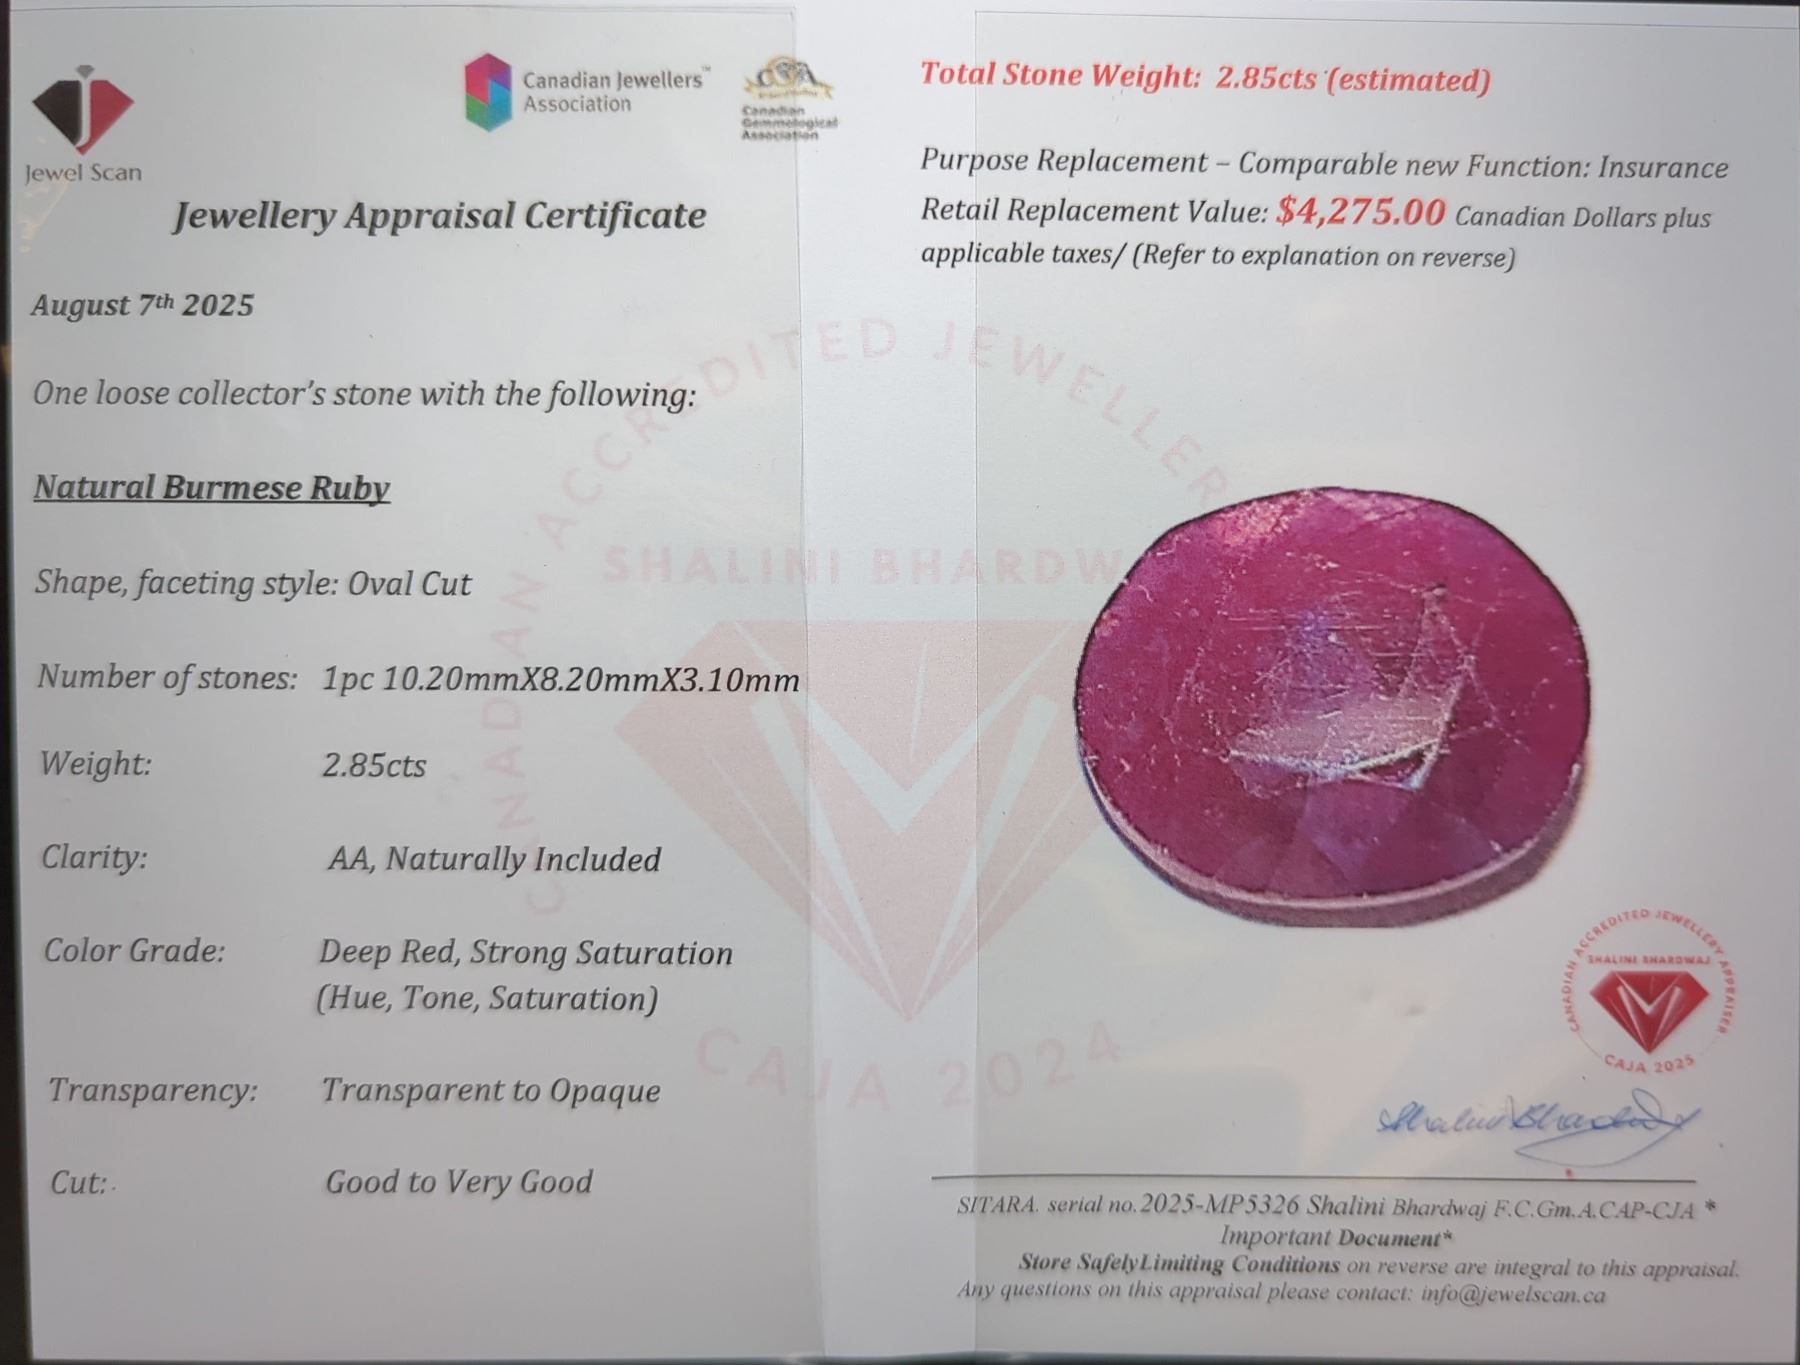 Jewel Scan
Canadian Jewellers™
Association
CGA
Canadian
Gemmological
Association
Jewellery Appraisal Certificate
August 7th 2025
One loose collector's stone with the following:
Natural Burmese Ruby
Shape, faceting style: Oval Cut
Number of stones: 1pc 10.20mmX8.20mmX3.10mm
Weight: 2.85cts
Clarity: AA, Naturally Included
Color Grade: Deep Red, Strong Saturation
(Hue, Tone, Saturation)
Transparency: Transparent to Opaque
Cut: Good to Very Good
Total Stone Weight: 2.85cts (estimated)
Purpose Replacement – Comparable new Function: Insurance
Retail Replacement Value: $4,275.00 Canadian Dollars plus
applicable taxes/ (Refer to explanation on reverse)
CANADIAN ACCREDITED JEWELLER
SHALINI BHARDW
CAJA 2024
CANADIAN ACCREDITED JEWELLERY APPRAISER
SHALINI BHARDWAJ
CAJA 2025
Shalini Bhardwaj
SITARA. serial no.2025-MP5326 Shalini Bhardwaj F.C.Gm.A.CAP-CJA *
Important Document*
Store SafelyLimiting Conditions on reverse are integral to this appraisal.
Any questions on this appraisal please contact: info@jewelscan.ca